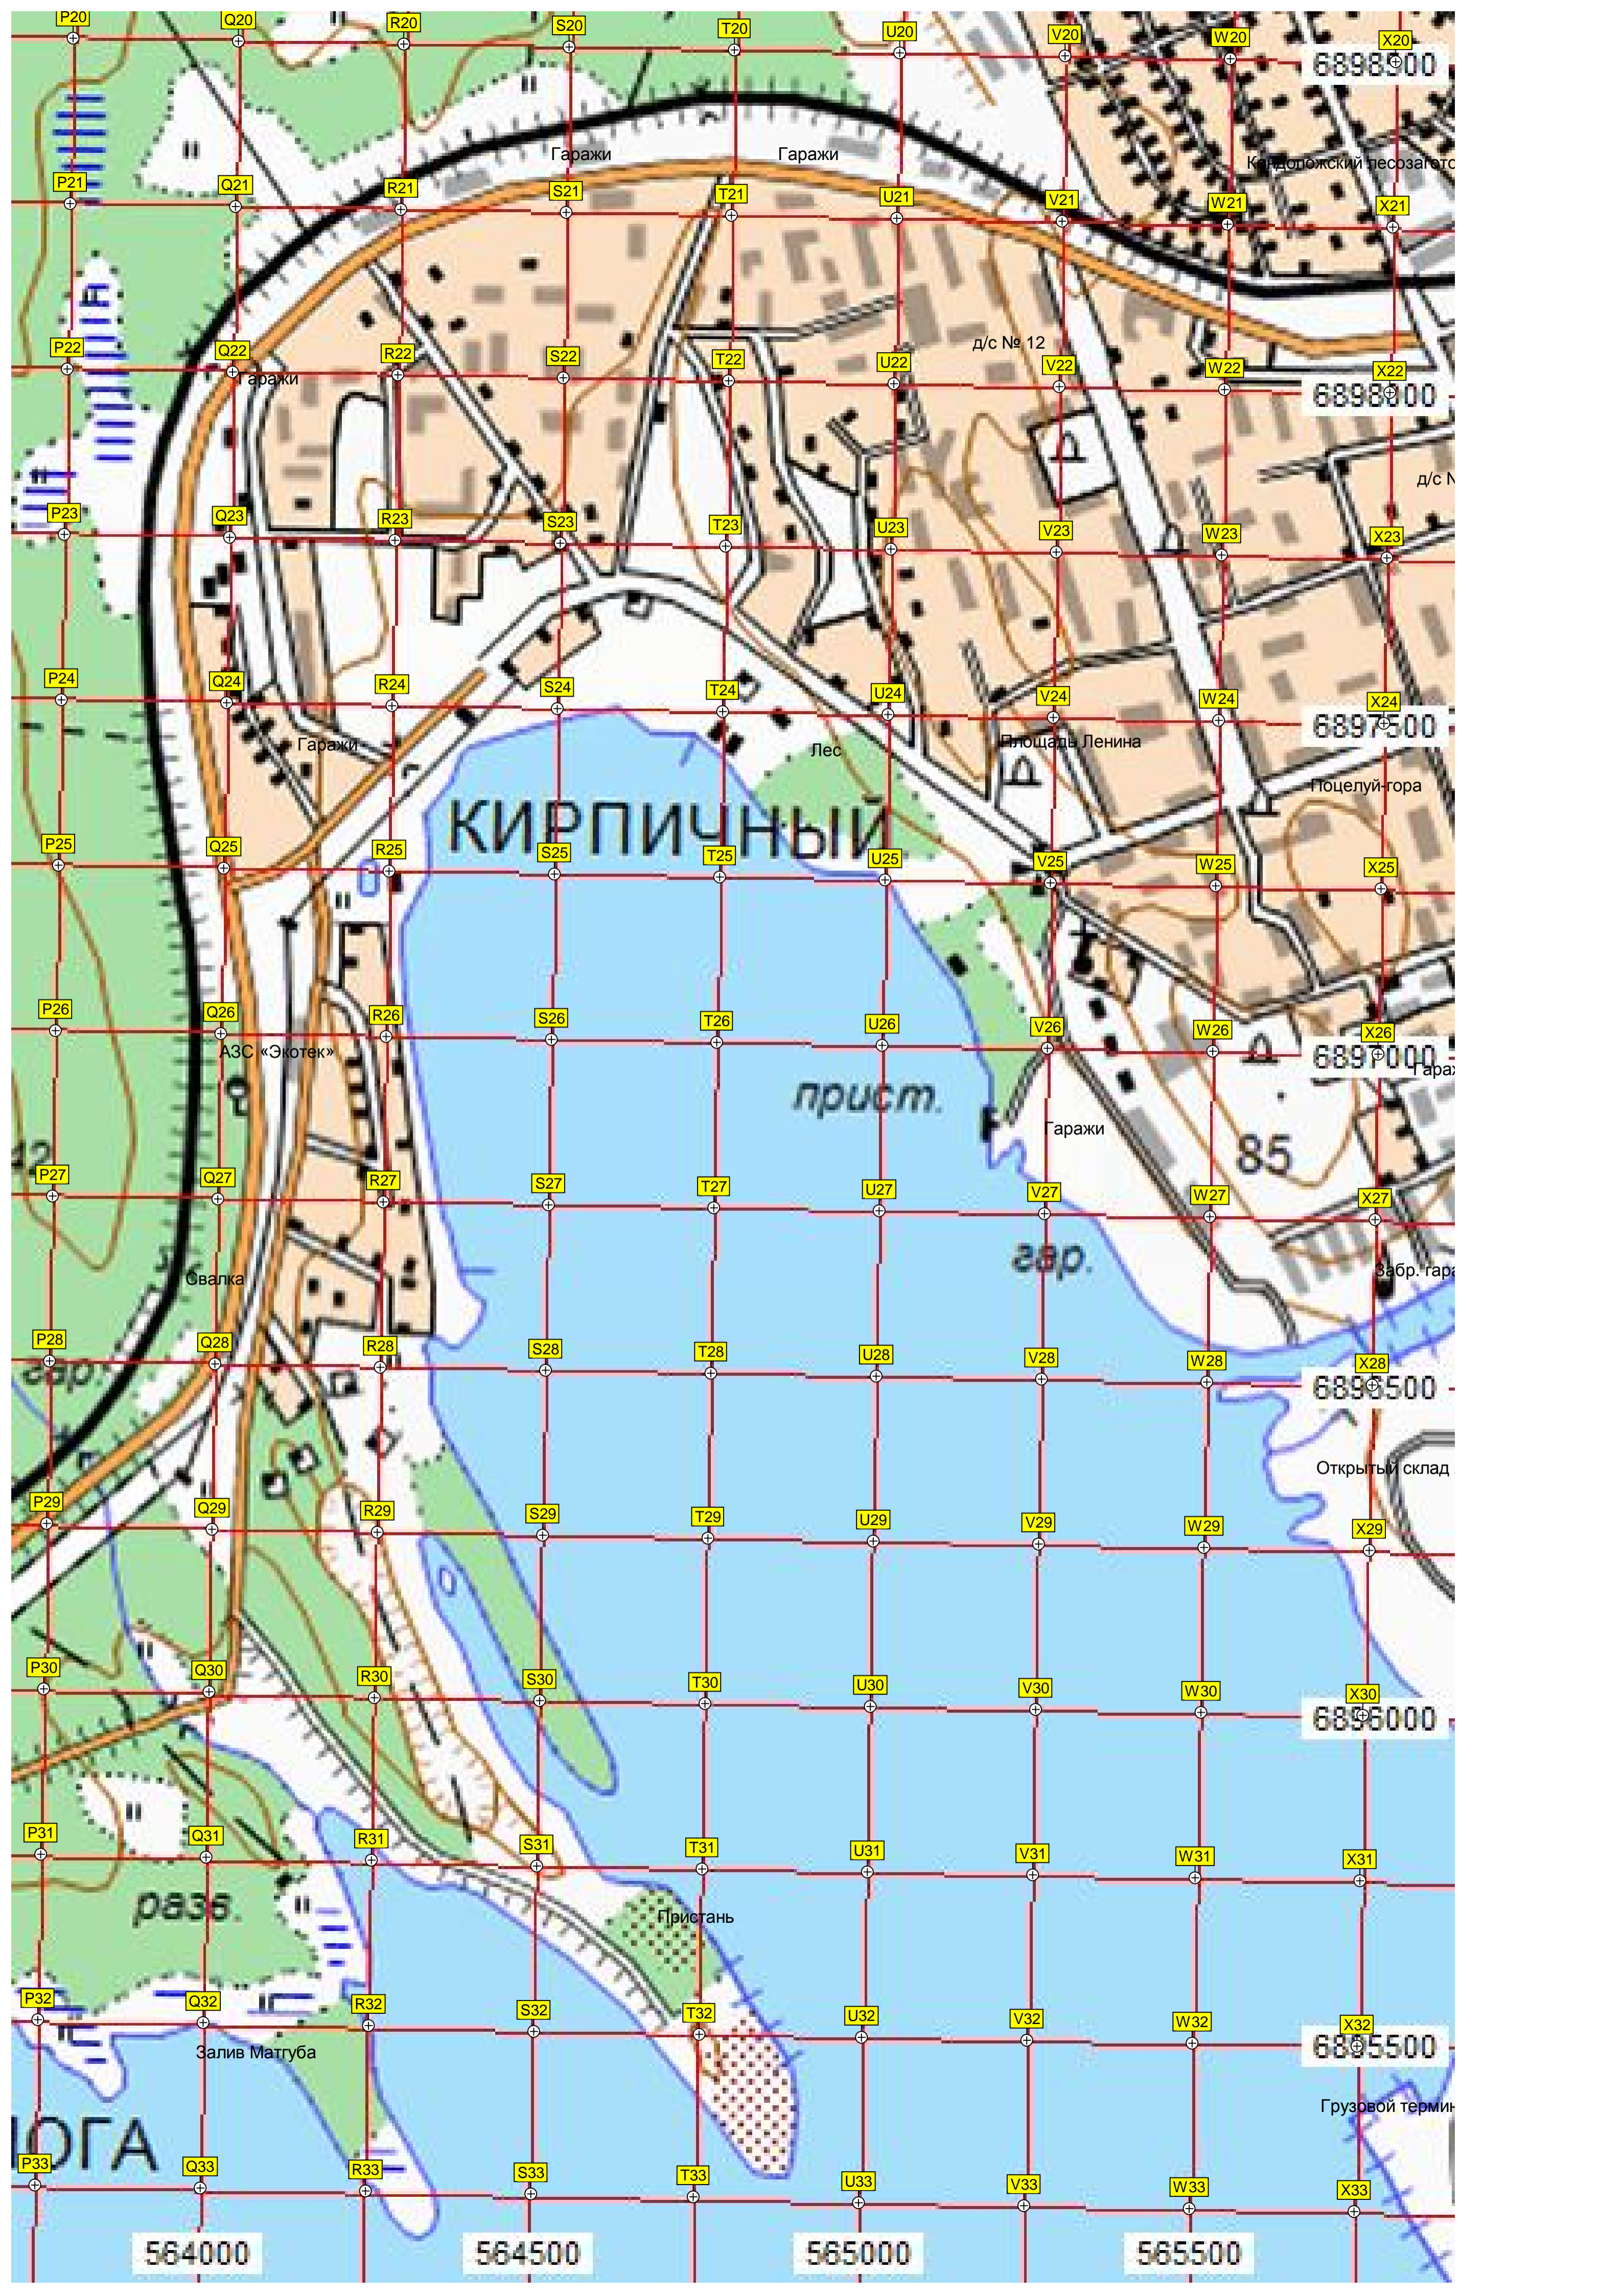 P20 Q20 R20 S20 T20 U20 V20 W20 X20
6898500
Гаражи Гаражи
P21 Q21 R21 S21 T21 U21 V21 W21 X21
д/с № 12
P22 Q22 R22 S22 T22 U22 V22 W22 X22
Гаражи
6898000
д/с
P23 Q23 R23 S23 T23 U23 V23 W23 X23
P24 Q24 R24 S24 T24 U24 V24 W24 X24
6897500
Гаражи Лес Площадь Ленина
Поцелуй-гора
КИРПИЧНЫЙ
P25 Q25 R25 S25 T25 U25 V25 W25 X25
P26 Q26 R26 S26 T26 U26 V26 W26 X26
АЗС «Экотек»
6897000
прист.
Гаражи
85
P27 Q27 R27 S27 T27 U27 V27 W27 X27
гар.
Свалка
Забр. гара
P28 Q28 R28 S28 T28 U28 V28 W28 X28
гар.
6896500
Открытый склад
P29 Q29 R29 S29 T29 U29 V29 W29 X29
P30 Q30 R30 S30 T30 U30 V30 W30 X30
6896000
P31 Q31 R31 S31 T31 U31 V31 W31 X31
разв.
Пристань
P32 Q32 R32 S32 T32 U32 V32 W32 X32
6895500
Залив Матгуба
Грузовой термин
ОГА
P33 Q33 R33 S33 T33 U33 V33 W33 X33
564000 564500 565000 565500